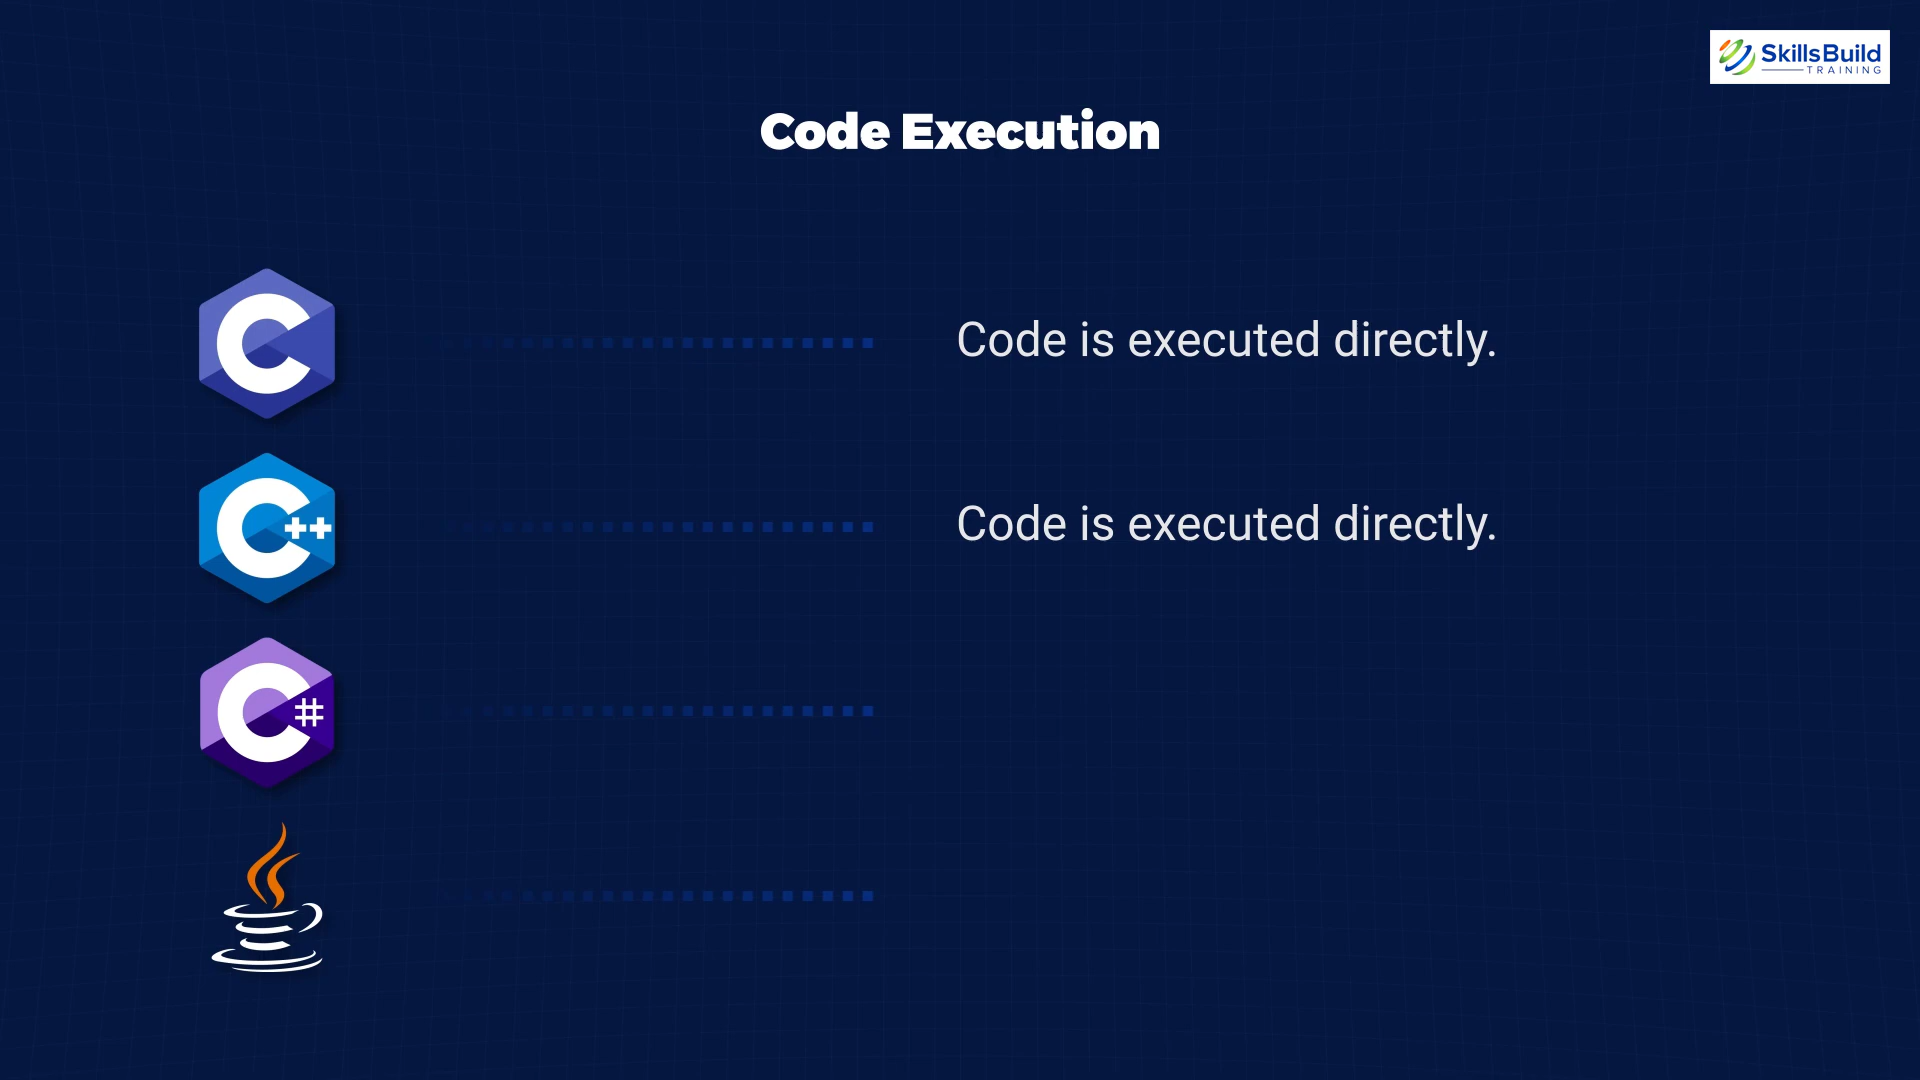 SkillsBuild
TRAINING
Code Execution
C
Code is executed directly.
C++
Code is executed directly.
C#